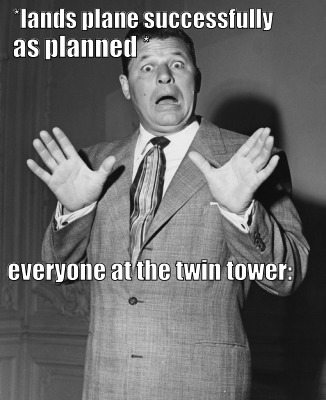 *lands plane successfully
as planned *
everyone at the twin tower: